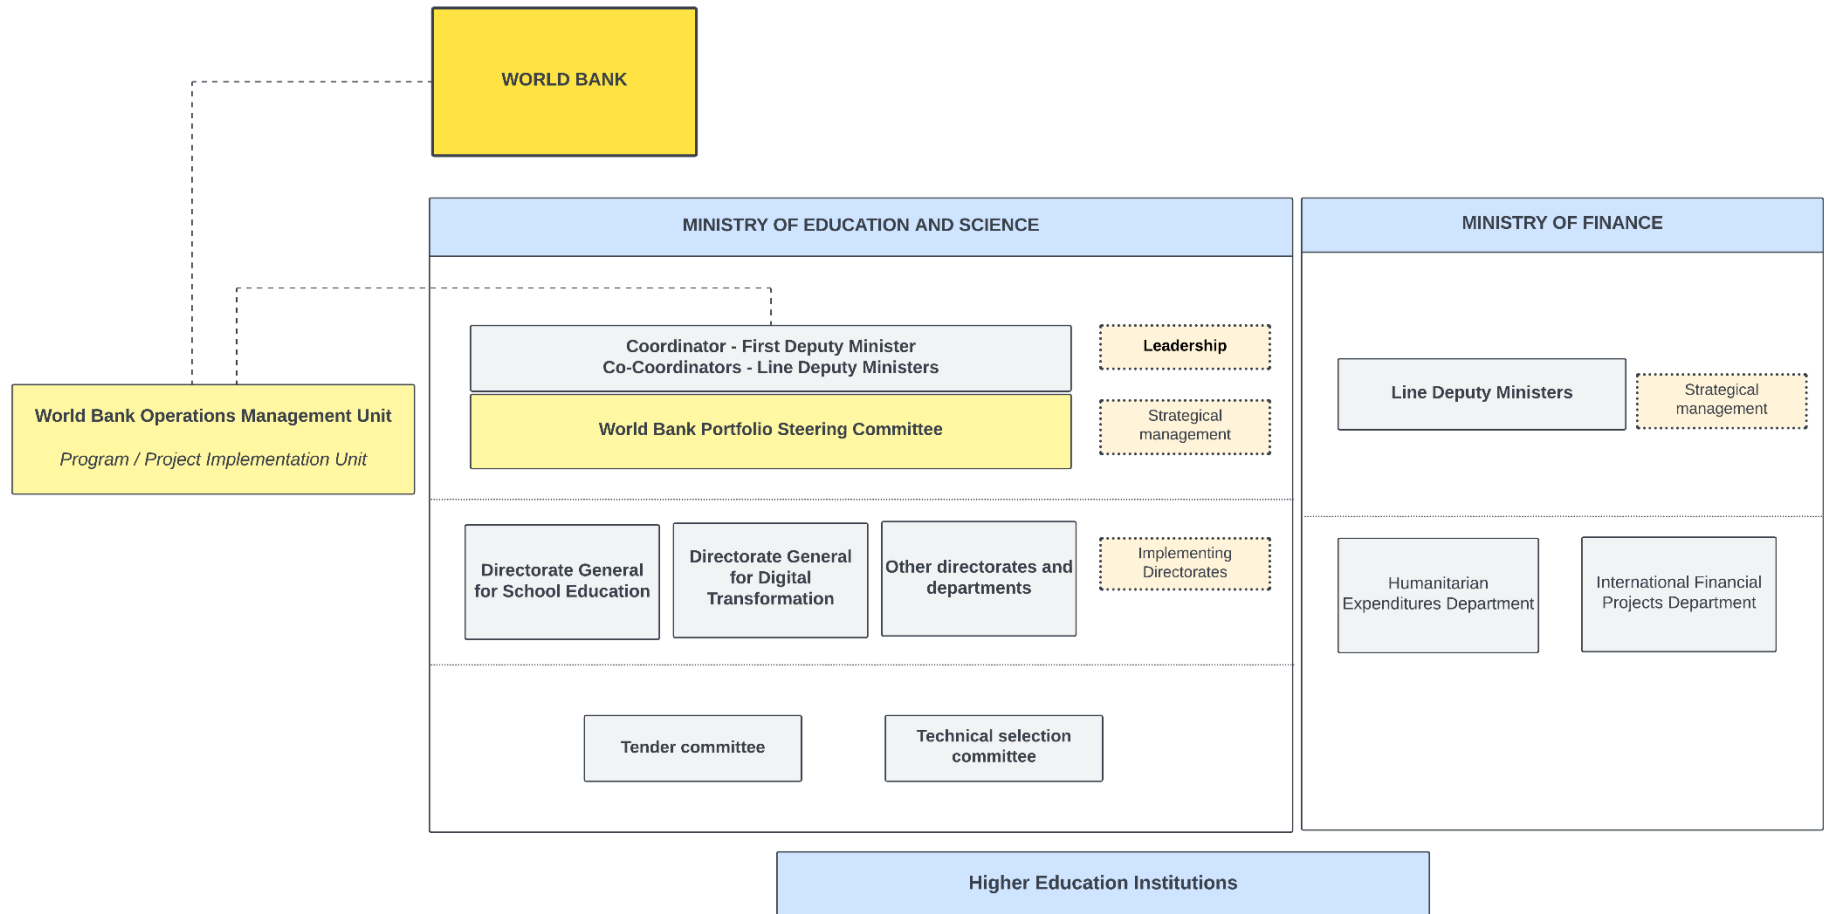 WORLD BANK
MINISTRY OF EDUCATION AND SCIENCE
MINISTRY OF FINANCE
Coordinator - First Deputy Minister
Co-Coordinators - Line Deputy Ministers
Leadership
World Bank Portfolio Steering Committee
Strategical
management
Line Deputy Ministers
Strategical
management
World Bank Operations Management Unit
Program / Project Implementation Unit
Directorate General
for School Education
Directorate General
for Digital
Transformation
Other directorates and
departments
Implementing
Directorates
Humanitarian
Expenditures Department
International Financial
Projects Department
Tender committee
Technical selection
committee
Higher Education Institutions